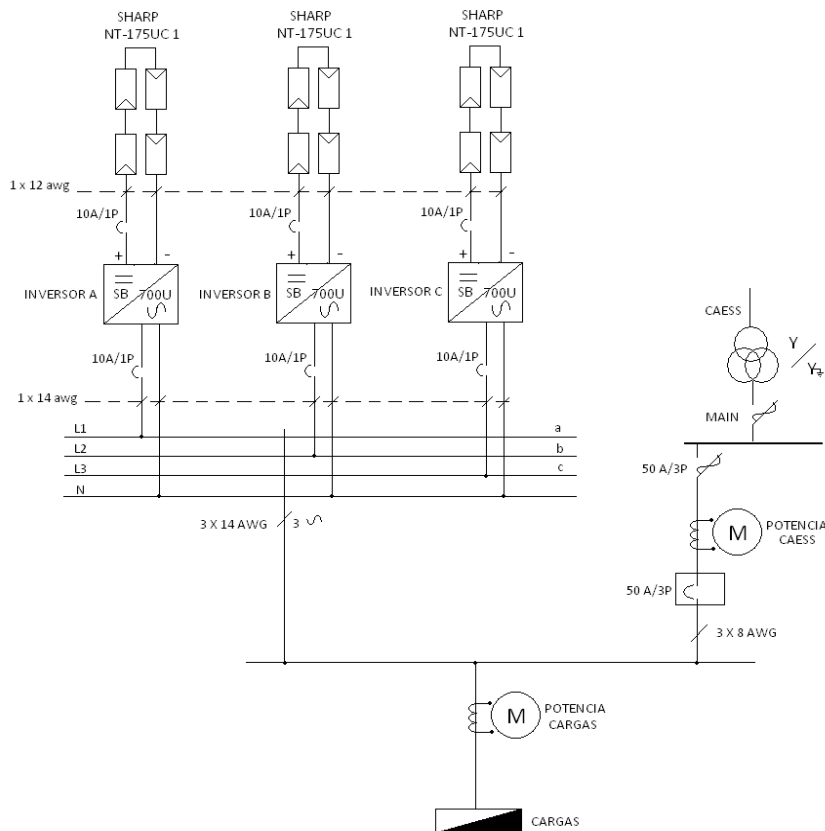 SHARP
NT-175UC 1
SHARP
NT-175UC 1
SHARP
NT-175UC 1
1 x 12 awg
10A/1P
10A/1P
10A/1P
+ -
+ -
+ -
INVERSOR A
SB 700U
INVERSOR B
SB 700U
INVERSOR C
SB 700U
10A/1P
10A/1P
10A/1P
1 x 14 awg
L1 a
L2 b
L3 c
N
3 X 14 AWG
3
CAESS
Y
Y
MAIN
50 A/3P
M
POTENCIA
CAESS
50 A/3P
3 X 8 AWG
M
POTENCIA
CARGAS
CARGAS